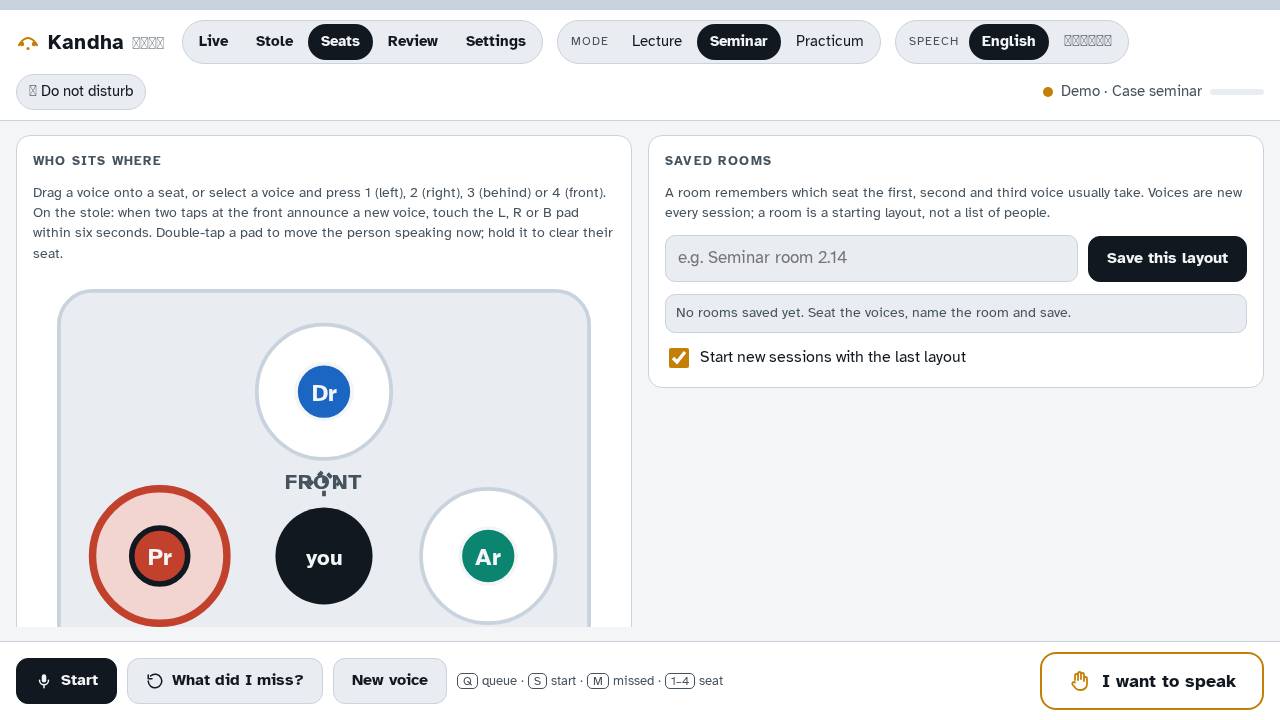 Kandha
Live Stole Seats Review Settings
MODE Lecture Seminar Practicum
SPEECH English
Do not disturb
Demo · Case seminar
WHO SITS WHERE
Drag a voice onto a seat, or select a voice and press 1 (left), 2 (right), 3 (behind) or 4 (front).
On the stole: when two taps at the front announce a new voice, touch the L, R or B pad
within six seconds. Double-tap a pad to move the person speaking now; hold it to clear their
seat.
Dr
FRONT
Pr
you
Ar
SAVED ROOMS
A room remembers which seat the first, second and third voice usually take. Voices are new
every session; a room is a starting layout, not a list of people.
e.g. Seminar room 2.14
Save this layout
No rooms saved yet. Seat the voices, name the room and save.
Start new sessions with the last layout
Start
What did I miss?
New voice
Q queue · S start · M missed · 1–4 seat
I want to speak